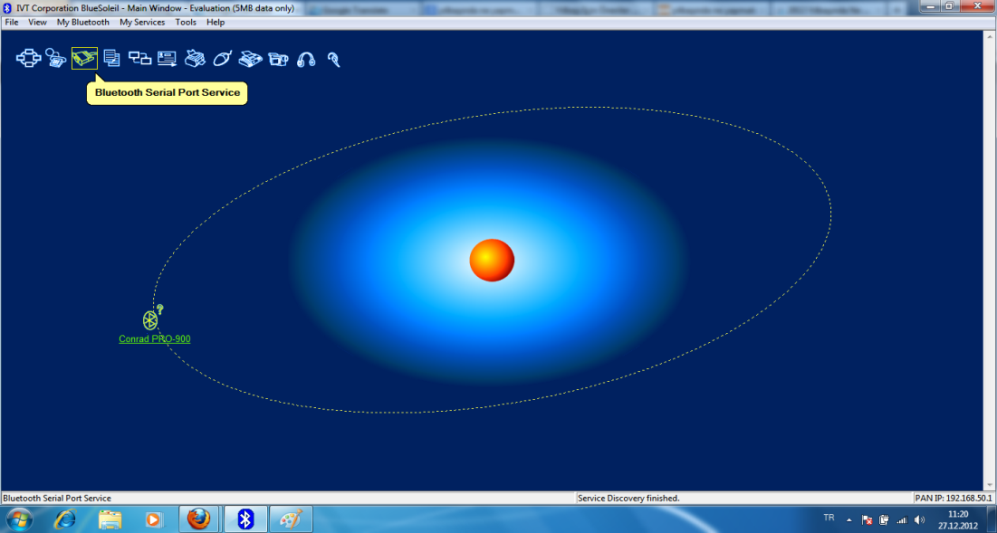 IVT Corporation BlueSoleil - Main Window - Evaluation (5MB data only)
File View My Bluetooth My Services Tools Help
Bluetooth Serial Port Service
Conrad PRO-900
Bluetooth Serial Port Service Service Discovery finished. PAN IP: 192.168.50.1
TR 11:20
27.12.2012